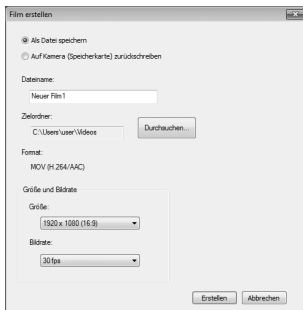 Film erstellen
Als Datei speichern
Auf Kamera (Speicherkarte) zurückschreiben
Dateiname:
Neuer Film1
Zielordner:
C:\Users\user\Videos
Durchsuchen...
Format:
MOV (H.264/AAC)
Größe und Bildrate
Größe:
1920 x 1080 (16:9)
Bildrate:
30 fps
Erstellen
Abbrechen